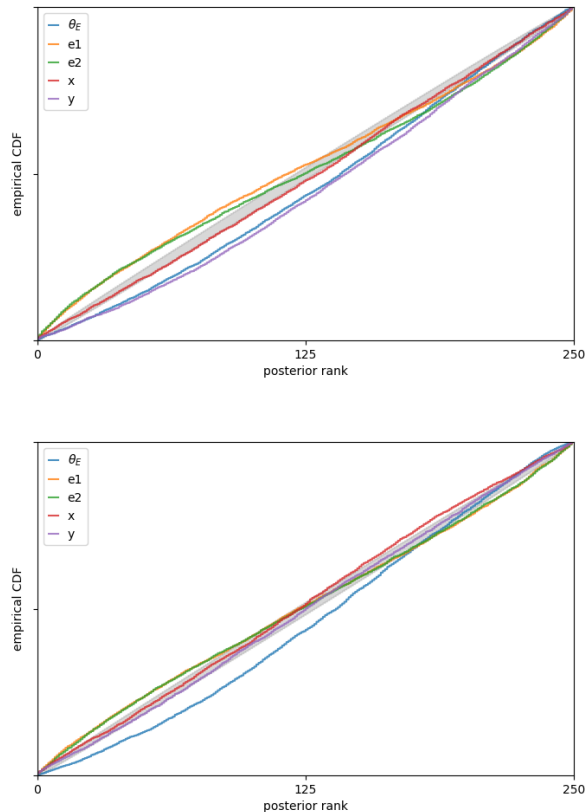 θ_E
e1
e2
x
y
empirical CDF
0
125
250
posterior rank
θ_E
e1
e2
x
y
empirical CDF
0
125
250
posterior rank